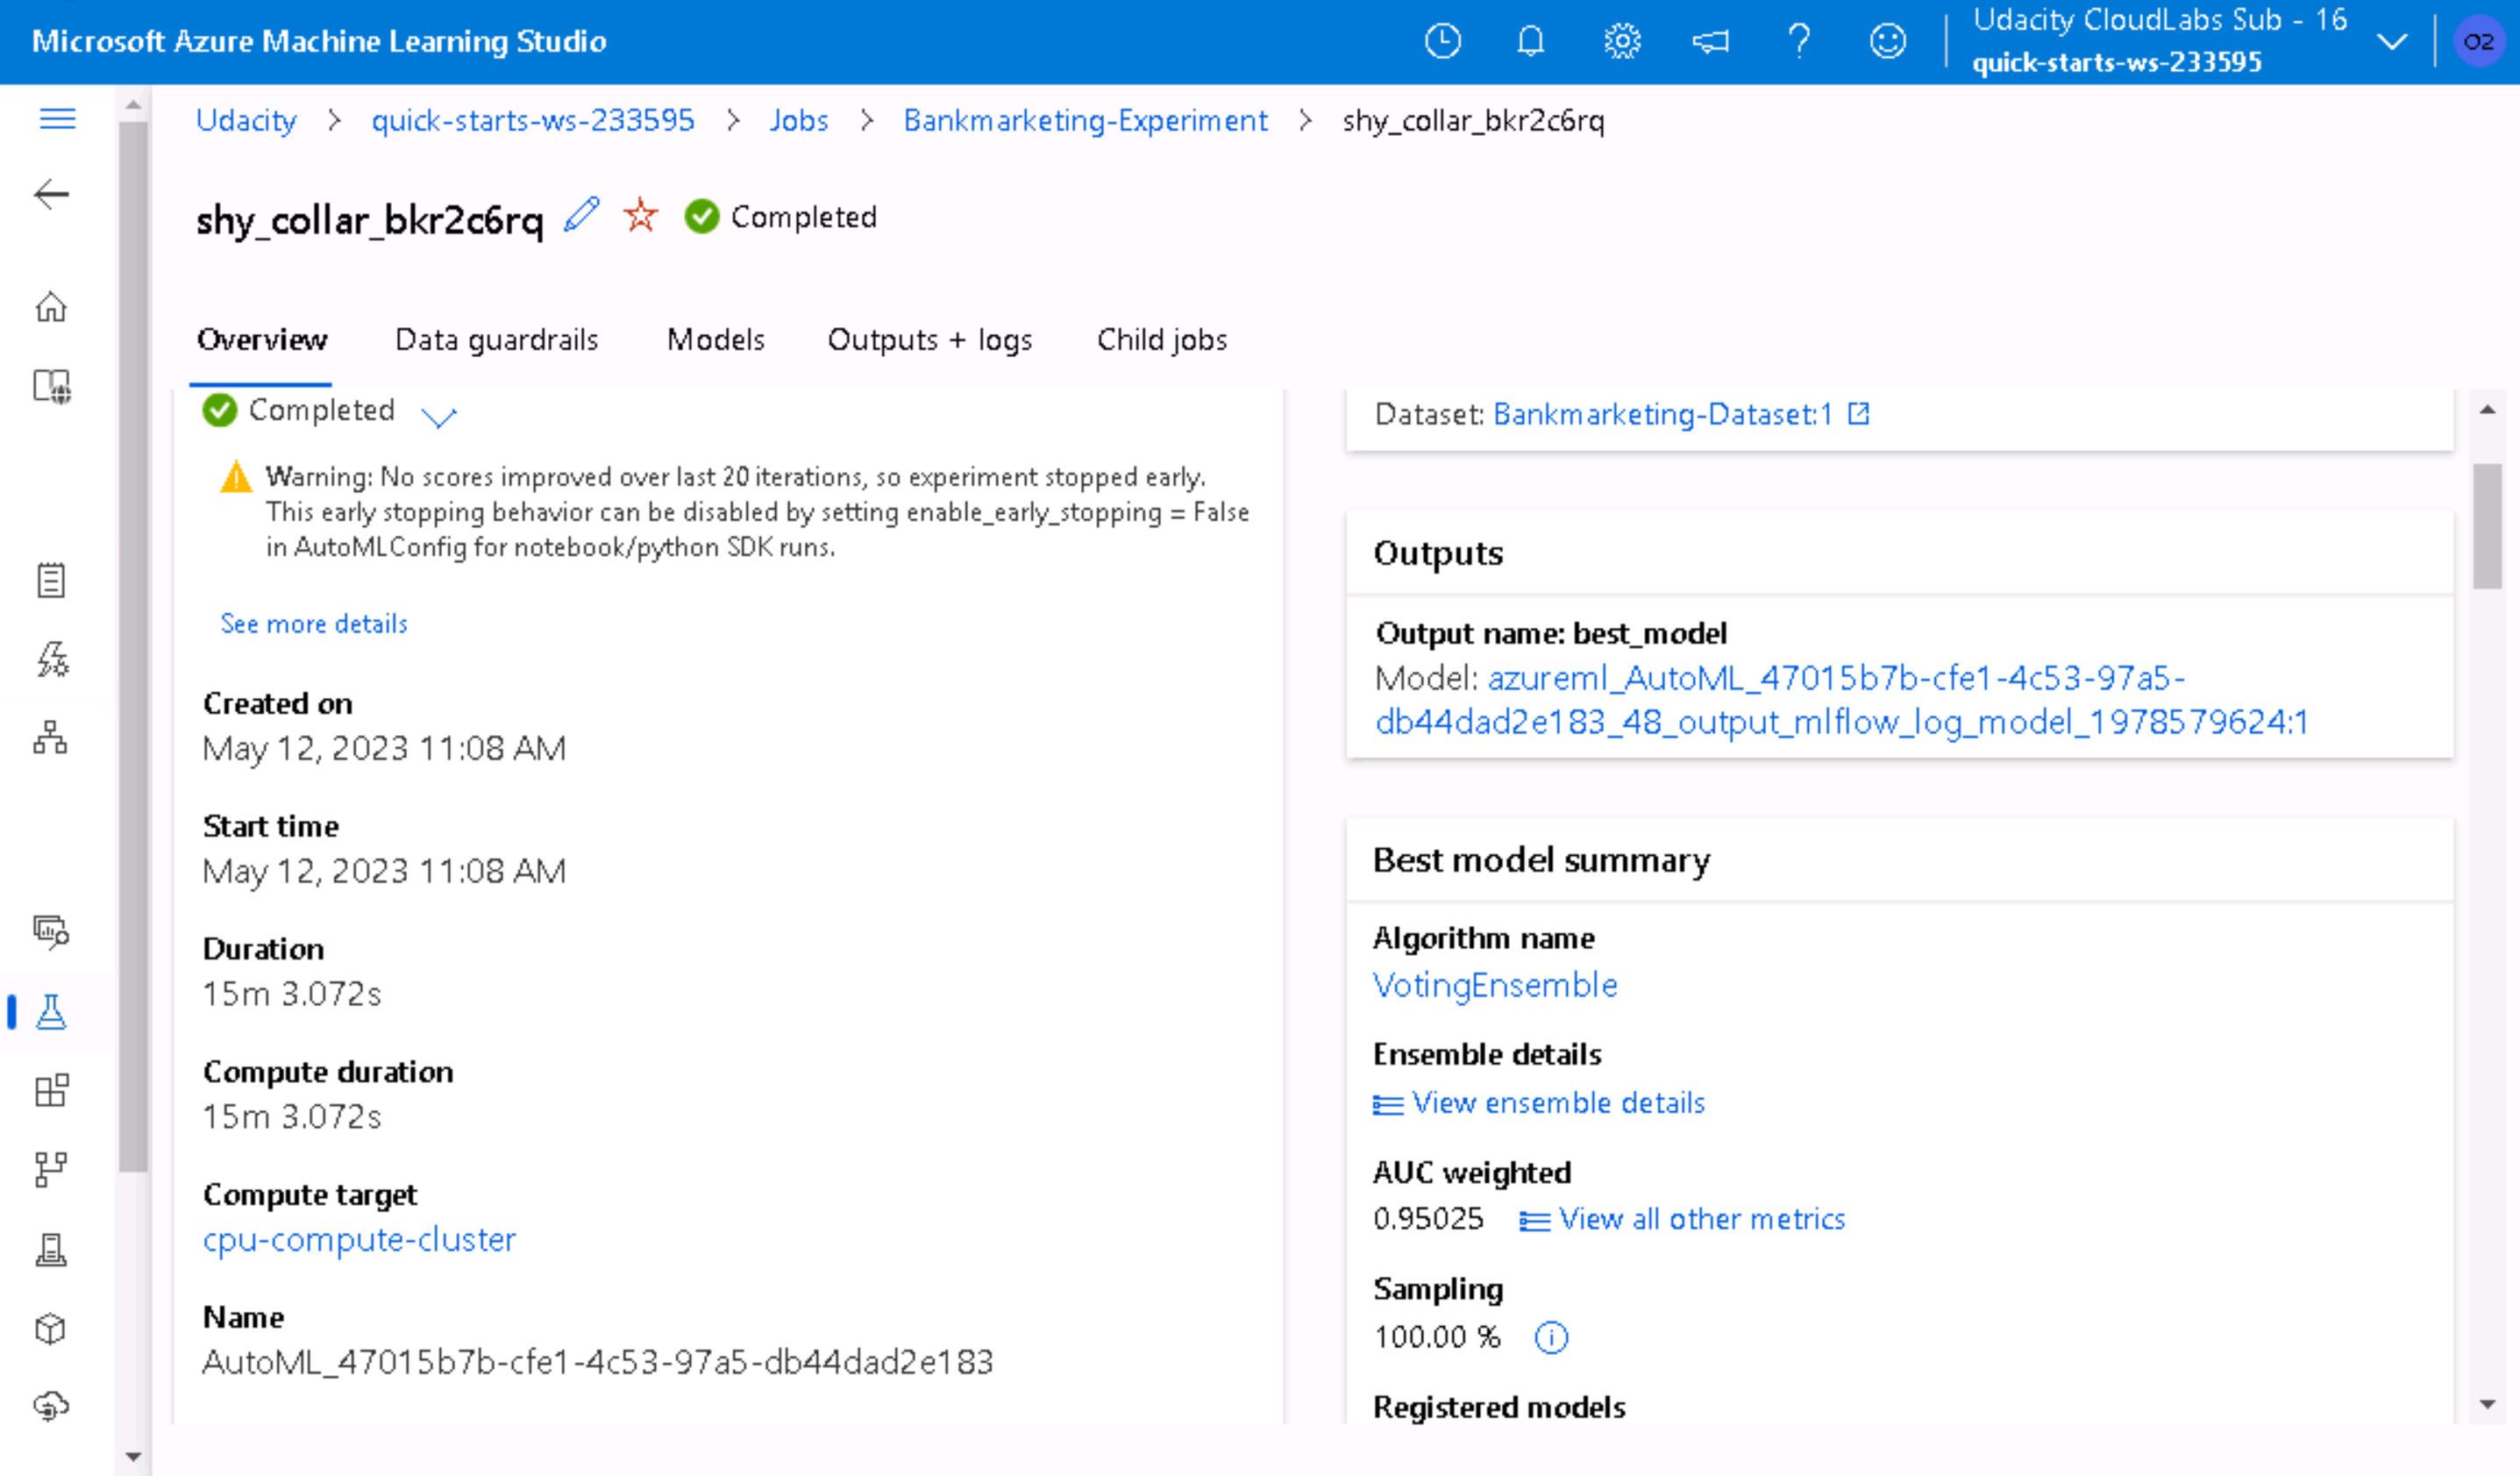 Microsoft Azure Machine Learning Studio
Udacity CloudLabs Sub - 16
quick-starts-ws-233595
O2
Udacity > quick-starts-ws-233595 > Jobs > Bankmarketing-Experiment > shy_collar_bkr2c6rq
shy_collar_bkr2c6rq Completed
Overview Data guardrails Models Outputs + logs Child jobs
Completed
Warning: No scores improved over last 20 iterations, so experiment stopped early.
This early stopping behavior can be disabled by setting enable_early_stopping = False
in AutoMLConfig for notebook/python SDK runs.
See more details
Created on
May 12, 2023 11:08 AM
Start time
May 12, 2023 11:08 AM
Duration
15m 3.072s
Compute duration
15m 3.072s
Compute target
cpu-compute-cluster
Name
AutoML_47015b7b-cfe1-4c53-97a5-db44dad2e183
Dataset: Bankmarketing-Dataset:1
Outputs
Output name: best_model
Model: azureml_AutoML_47015b7b-cfe1-4c53-97a5-
db44dad2e183_48_output_mlflow_log_model_1978579624:1
Best model summary
Algorithm name
VotingEnsemble
Ensemble details
View ensemble details
AUC weighted
0.95025 View all other metrics
Sampling
100.00 %
Registered models